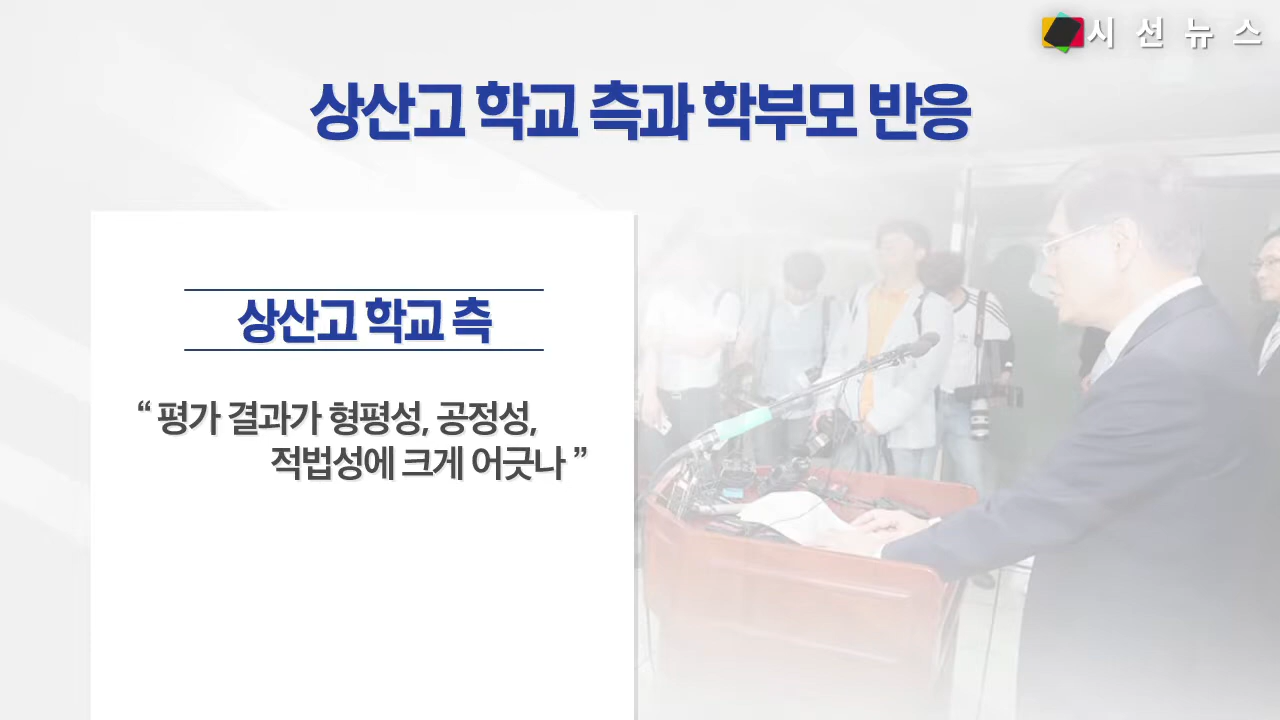 시선뉴스
상산고 학교 측과 학부모 반응
상산고 학교 측
“ 평가 결과가 형평성, 공정성,
적법성에 크게 어긋나 ”